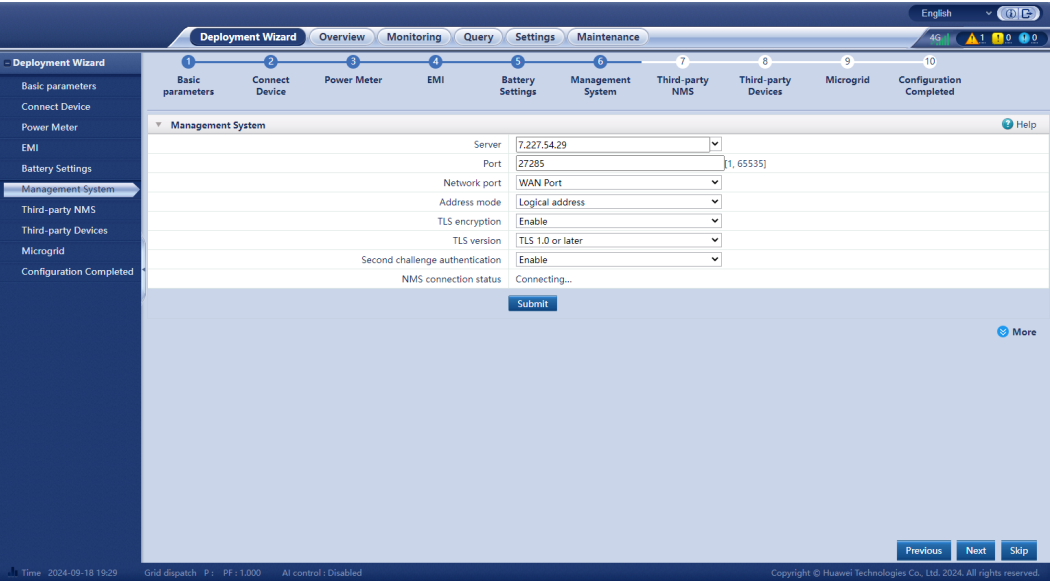 English
Deployment Wizard Overview Monitoring Query Settings Maintenance
4G 1 0 0
Deployment Wizard
Basic parameters
Connect Device
Power Meter
EMI
Battery Settings
Management System
Third-party NMS
Third-party Devices
Microgrid
Configuration Completed
1 2 3 4 5 6 7 8 9 10
Basic parameters
Connect Device
Power Meter
EMI
Battery Settings
Management System
Third-party NMS
Third-party Devices
Microgrid
Configuration Completed
Management System Help
Server 7.227.54.29
Port 27285 [1, 65535]
Network port WAN Port
Address mode Logical address
TLS encryption Enable
TLS version TLS 1.0 or later
Second challenge authentication Enable
NMS connection status Connecting...
Submit
More
Previous Next Skip
Time 2024-09-18 19:29 Grid dispatch P : PF : 1.000 AI control : Disabled Copyright © Huawei Technologies Co., Ltd. 2024. All rights reserved.